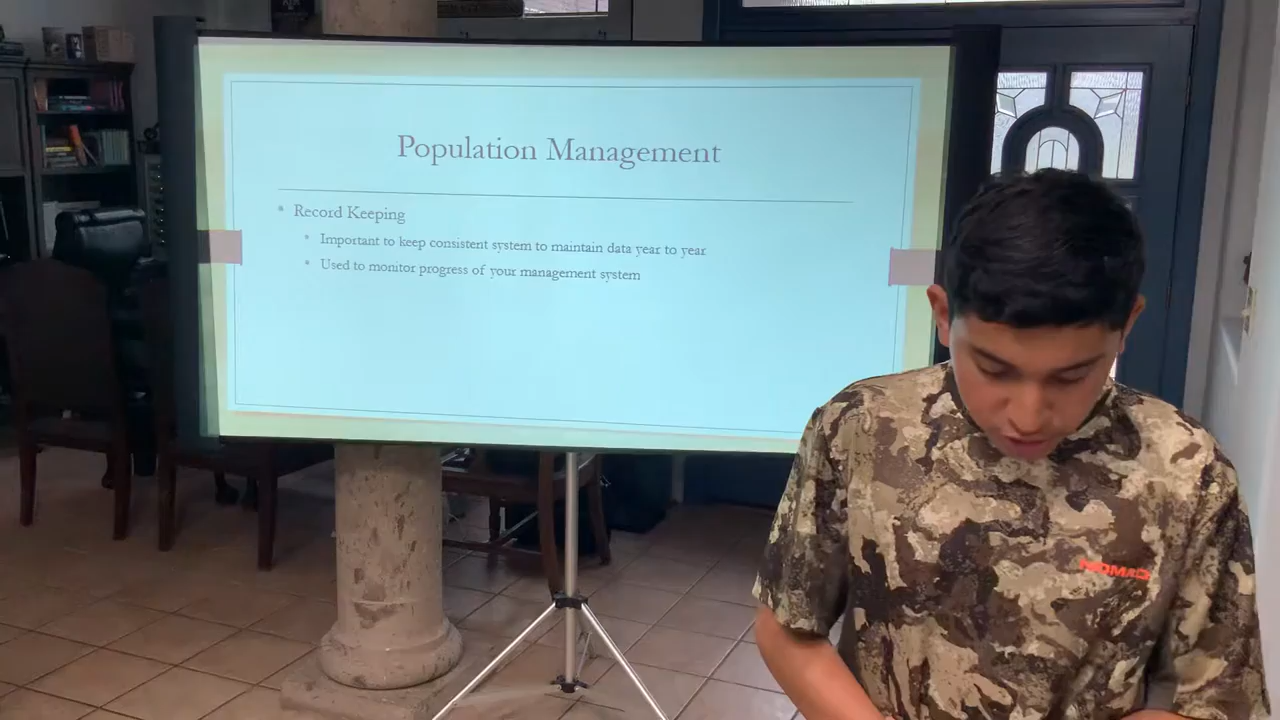 Population Management
Record Keeping
Important to keep consistent system to maintain data year to year
Used to monitor progress of your management system
NOMAD